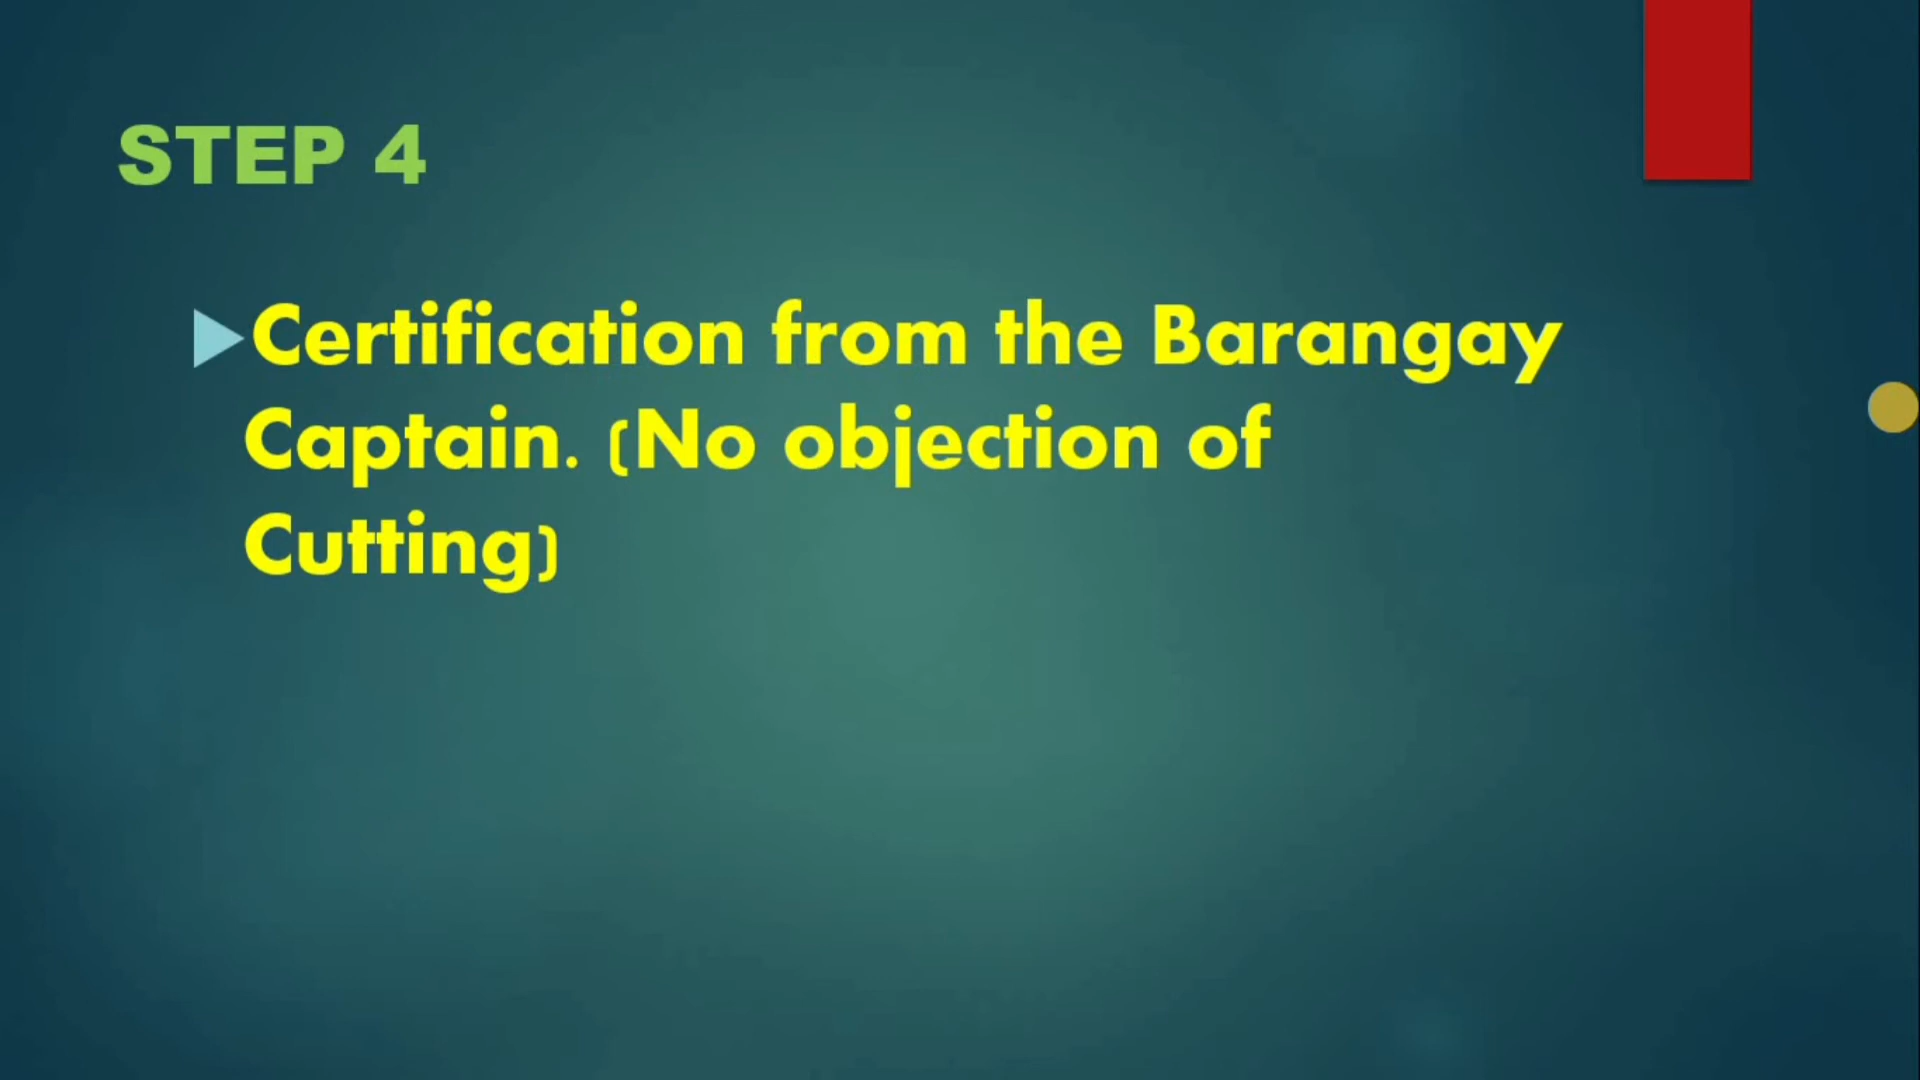 STEP 4
Certification from the Barangay
Captain. (No objection of
Cutting)